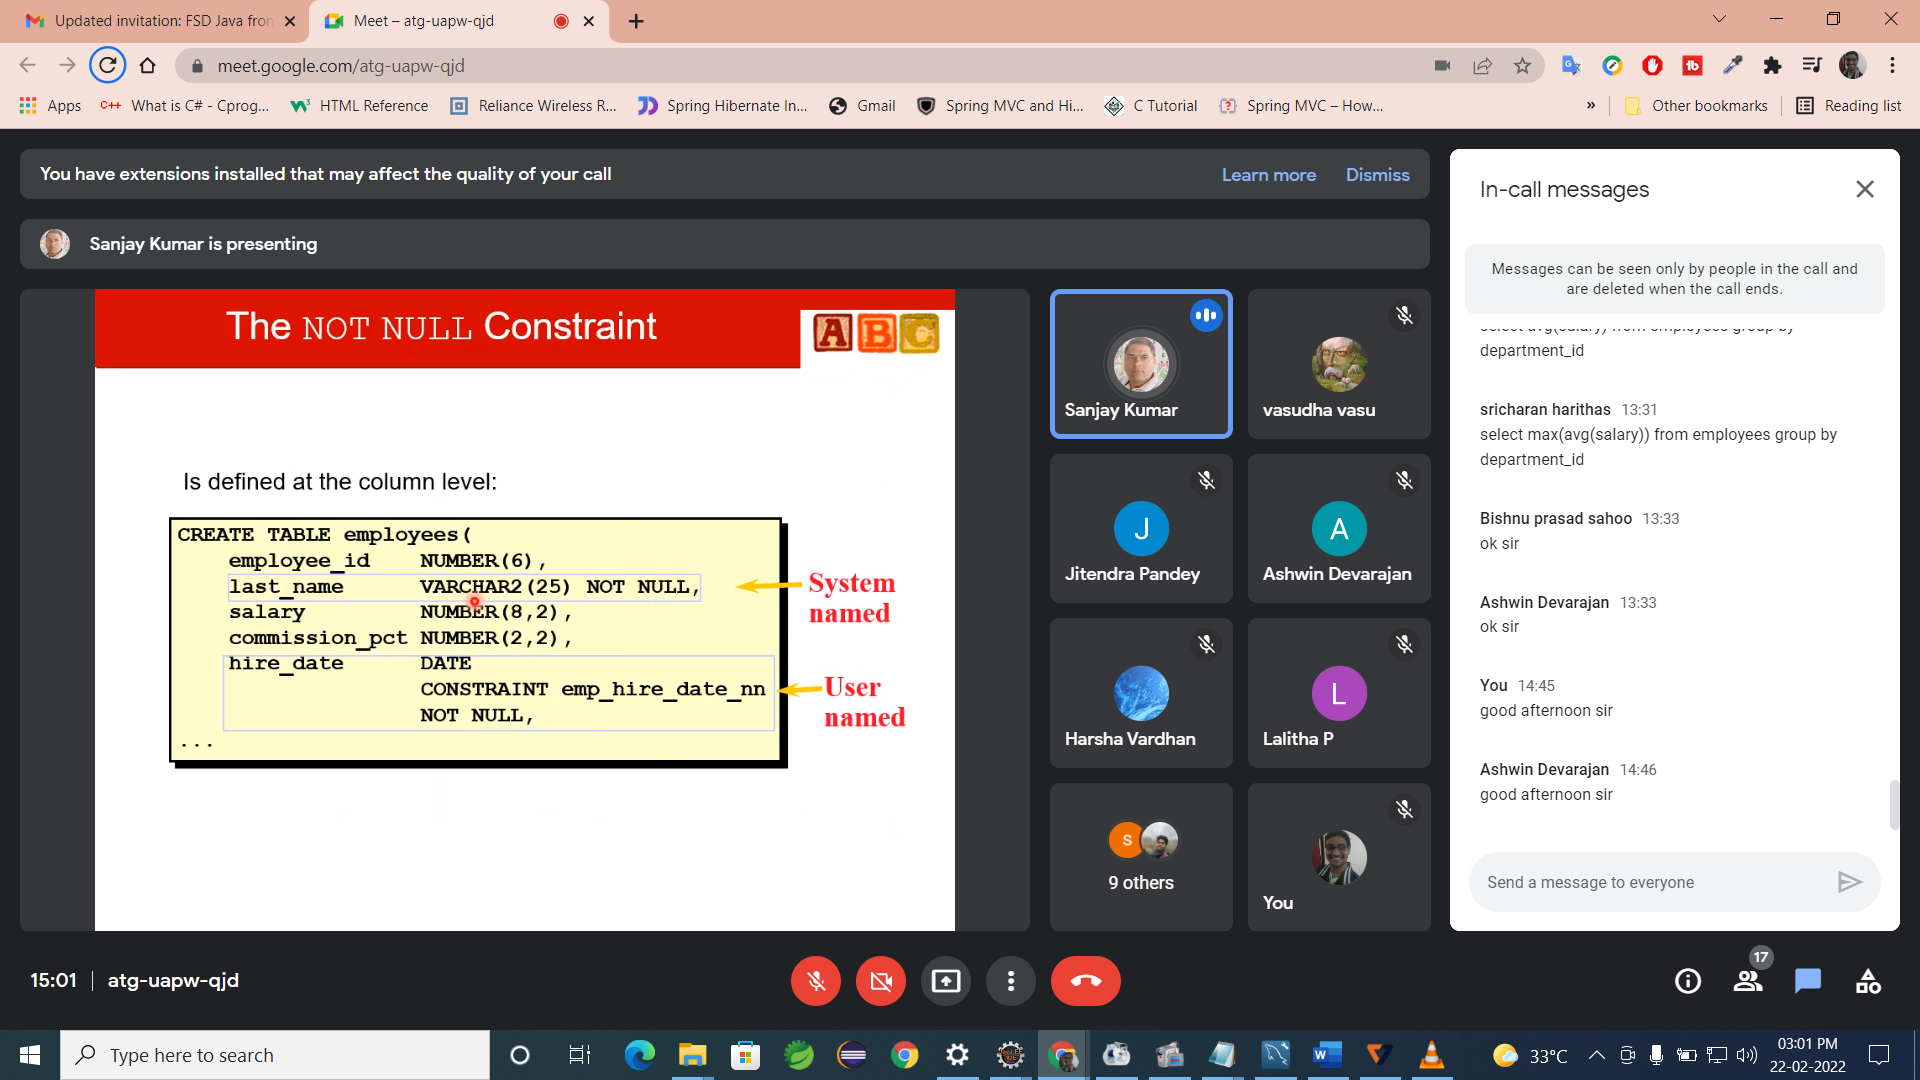 Updated invitation: FSD Java fron
Meet – atg-uapw-qjd
meet.google.com/atg-uapw-qjd
Apps
What is C# - Cprog...
HTML Reference
Reliance Wireless R...
Spring Hibernate In...
Gmail
Spring MVC and Hi...
C Tutorial
Spring MVC – How...
»
Other bookmarks
Reading list
You have extensions installed that may affect the quality of your call
Learn more
Dismiss
Sanjay Kumar is presenting
The NOT NULL Constraint
ABC
Is defined at the column level:
CREATE TABLE employees(
employee_id NUMBER(6),
last_name VARCHAR2(25) NOT NULL,
salary NUMBER(8,2),
commission_pct NUMBER(2,2),
hire_date DATE
CONSTRAINT emp_hire_date_nn
NOT NULL,
...
System
named
User
named
Sanjay Kumar
vasudha vasu
J
Jitendra Pandey
A
Ashwin Devarajan
Harsha Vardhan
L
Lalitha P
S
9 others
You
In-call messages
Messages can be seen only by people in the call and
are deleted when the call ends.
select avg(salary) from employees group by
department_id
sricharan harithas 13:31
select max(avg(salary)) from employees group by
department_id
Bishnu prasad sahoo 13:33
ok sir
Ashwin Devarajan 13:33
ok sir
You 14:45
good afternoon sir
Ashwin Devarajan 14:46
good afternoon sir
Send a message to everyone
15:01 | atg-uapw-qjd
17
Type here to search
33°C
03:01 PM
22-02-2022